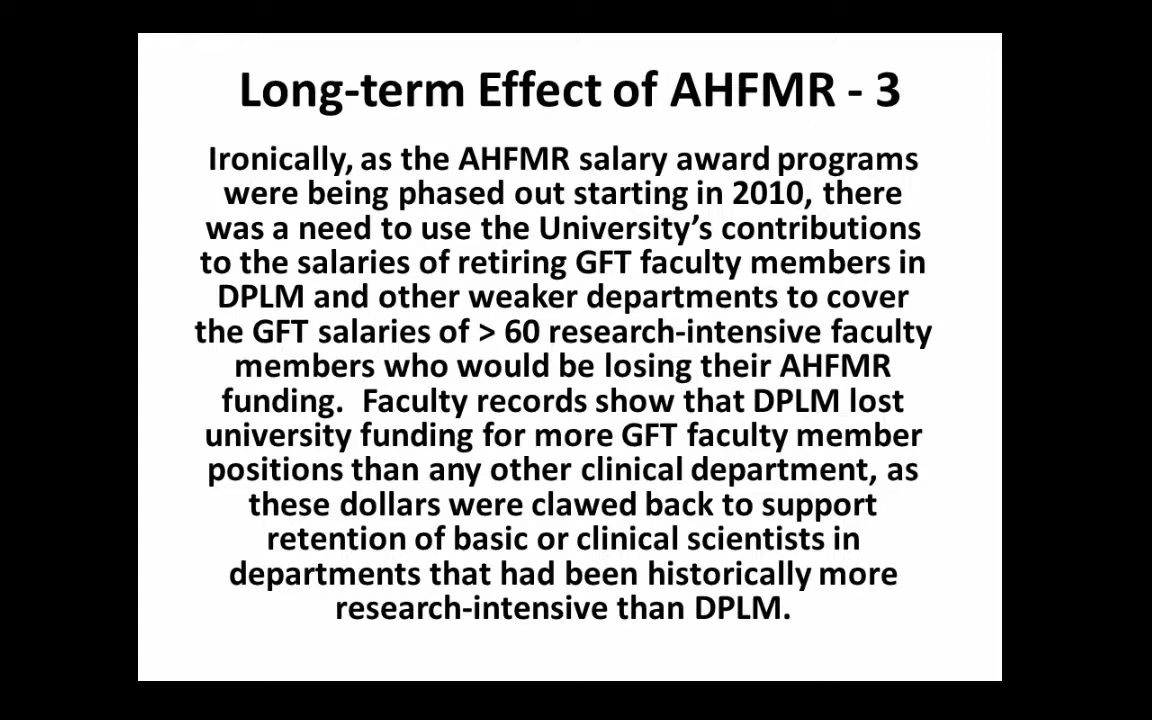 Long-term Effect of AHFMR - 3
Ironically, as the AHFMR salary award programs
were being phased out starting in 2010, there
was a need to use the University’s contributions
to the salaries of retiring GFT faculty members in
DPLM and other weaker departments to cover
the GFT salaries of > 60 research-intensive faculty
members who would be losing their AHFMR
funding.  Faculty records show that DPLM lost
university funding for more GFT faculty member
positions than any other clinical department, as
these dollars were clawed back to support
retention of basic or clinical scientists in
departments that had been historically more
research-intensive than DPLM.